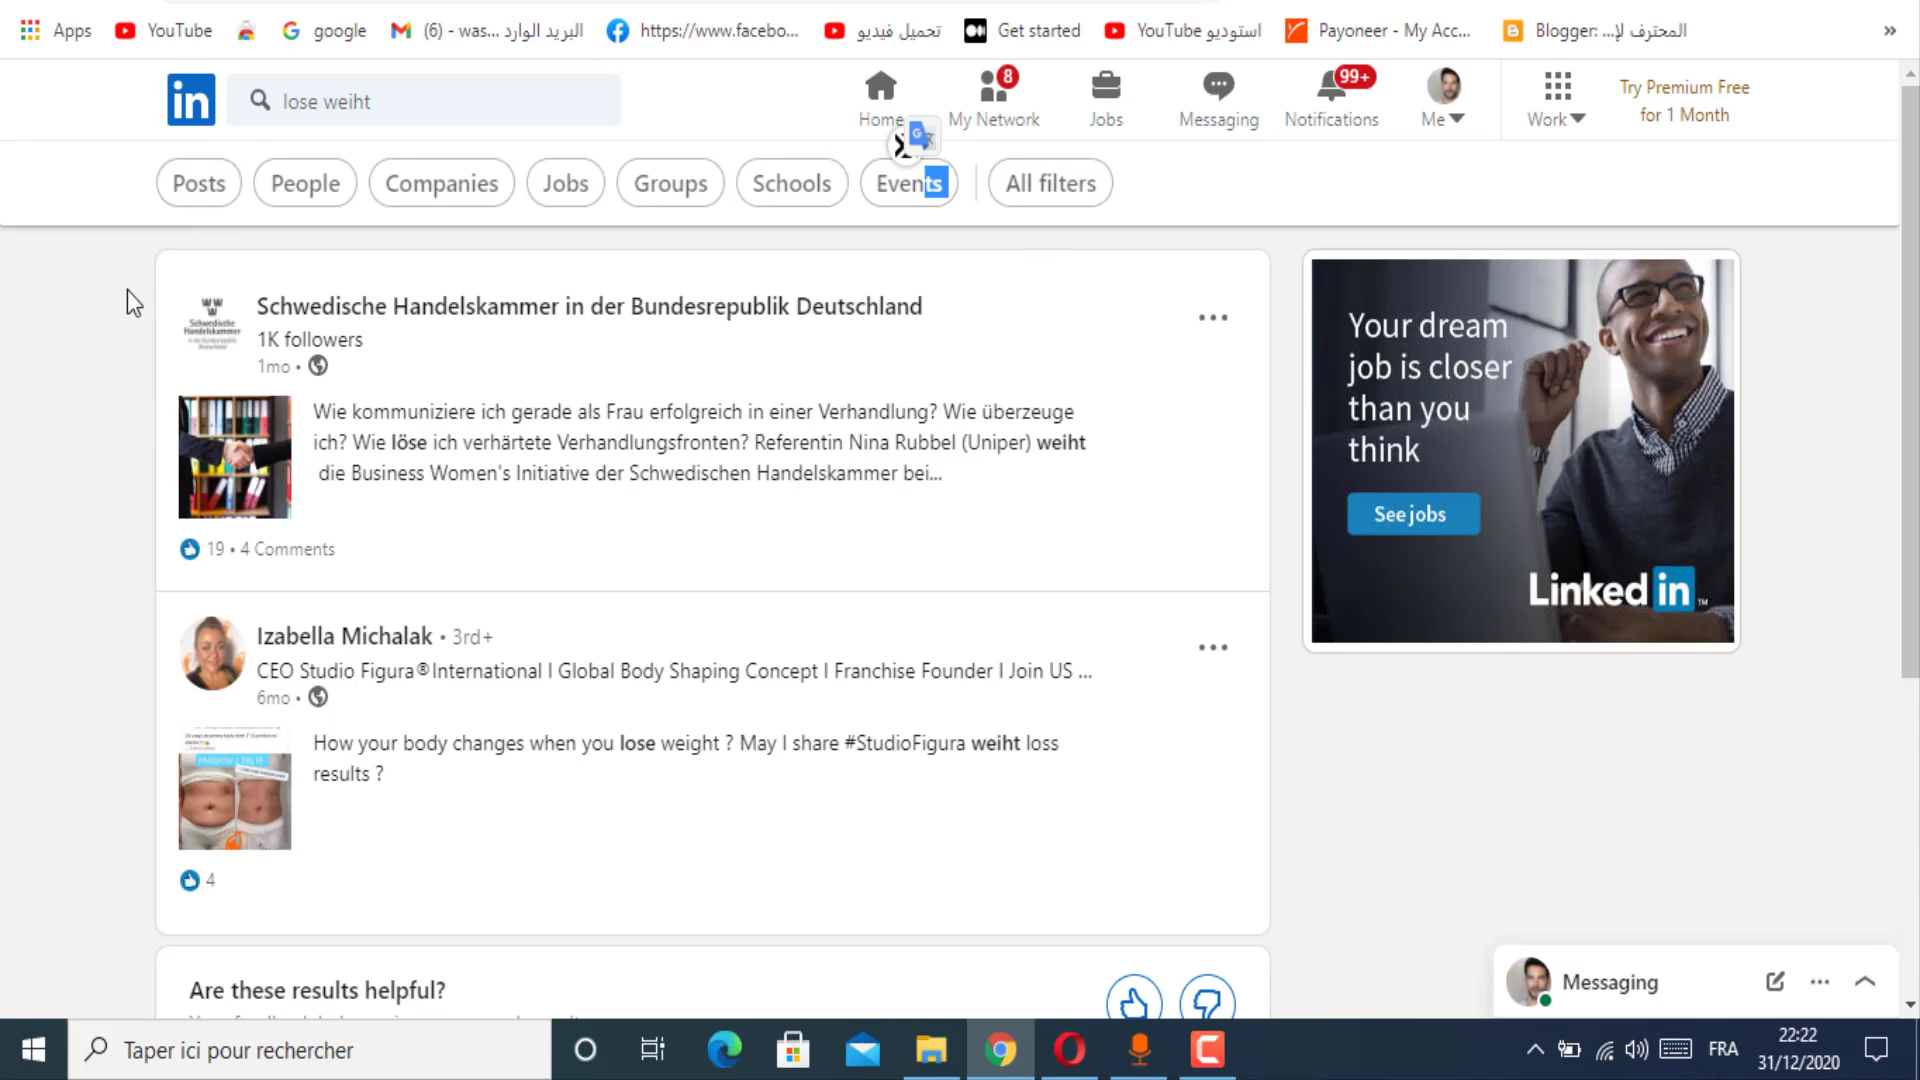 Apps YouTube google (6) - was... البريد الوارد https://www.facebo... تحميل فيديو Get started YouTube استوديو Payoneer - My Acc... Blogger: ...المحترف لإ »
in lose weiht Home My Network 8 Jobs Messaging Notifications 99+ Me Work Try Premium Free
for 1 Month
Posts People Companies Jobs Groups Schools Events All filters
Schwedische Handelskammer in der Bundesrepublik Deutschland
1K followers
1mo •
Wie kommuniziere ich gerade als Frau erfolgreich in einer Verhandlung? Wie überzeuge
ich? Wie löse ich verhärtete Verhandlungsfronten? Referentin Nina Rubbel (Uniper) weiht
die Business Women's Initiative der Schwedischen Handelskammer bei...
19 • 4 Comments
Izabella Michalak • 3rd+
CEO Studio Figura®International I Global Body Shaping Concept I Franchise Founder I Join US ...
6mo •
How your body changes when you lose weight ? May I share #StudioFigura weiht loss
results ?
4
Are these results helpful?
Your dream
job is closer
than you
think
See jobs
Linked in
Messaging
Taper ici pour rechercher
FRA
22:22
31/12/2020